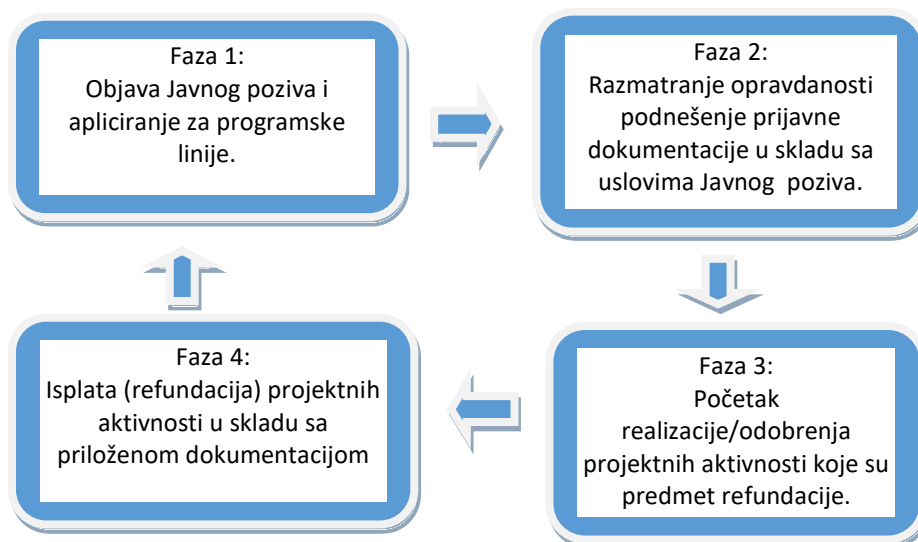 Faza 1:
Objava Javnog poziva i
apliciranje za programske
linije.
Faza 2:
Razmatranje opravdanosti
podnešenje prijavne
dokumentacije u skladu sa
uslovima Javnog poziva.
Faza 3:
Početak
realizacije/odobrenja
projektnih aktivnosti koje su
predmet refundacije.
Faza 4:
Isplata (refundacija) projektnih
aktivnosti u skladu sa
priloženom dokumentacijom